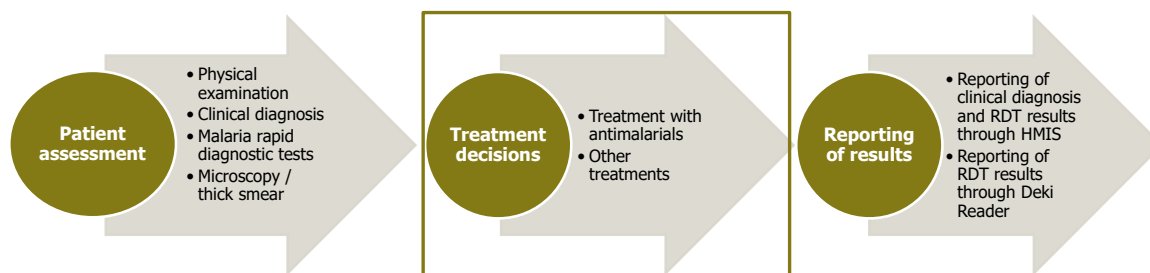 Patient
assessment
• Physical
examination
• Clinical diagnosis
• Malaria rapid
diagnostic tests
• Microscopy /
thick smear
Treatment
decisions
• Treatment with
antimalarials
• Other
treatments
Reporting
of results
• Reporting of
clinical diagnosis
and RDT results
through HMIS
• Reporting of
RDT results
through Deki
Reader